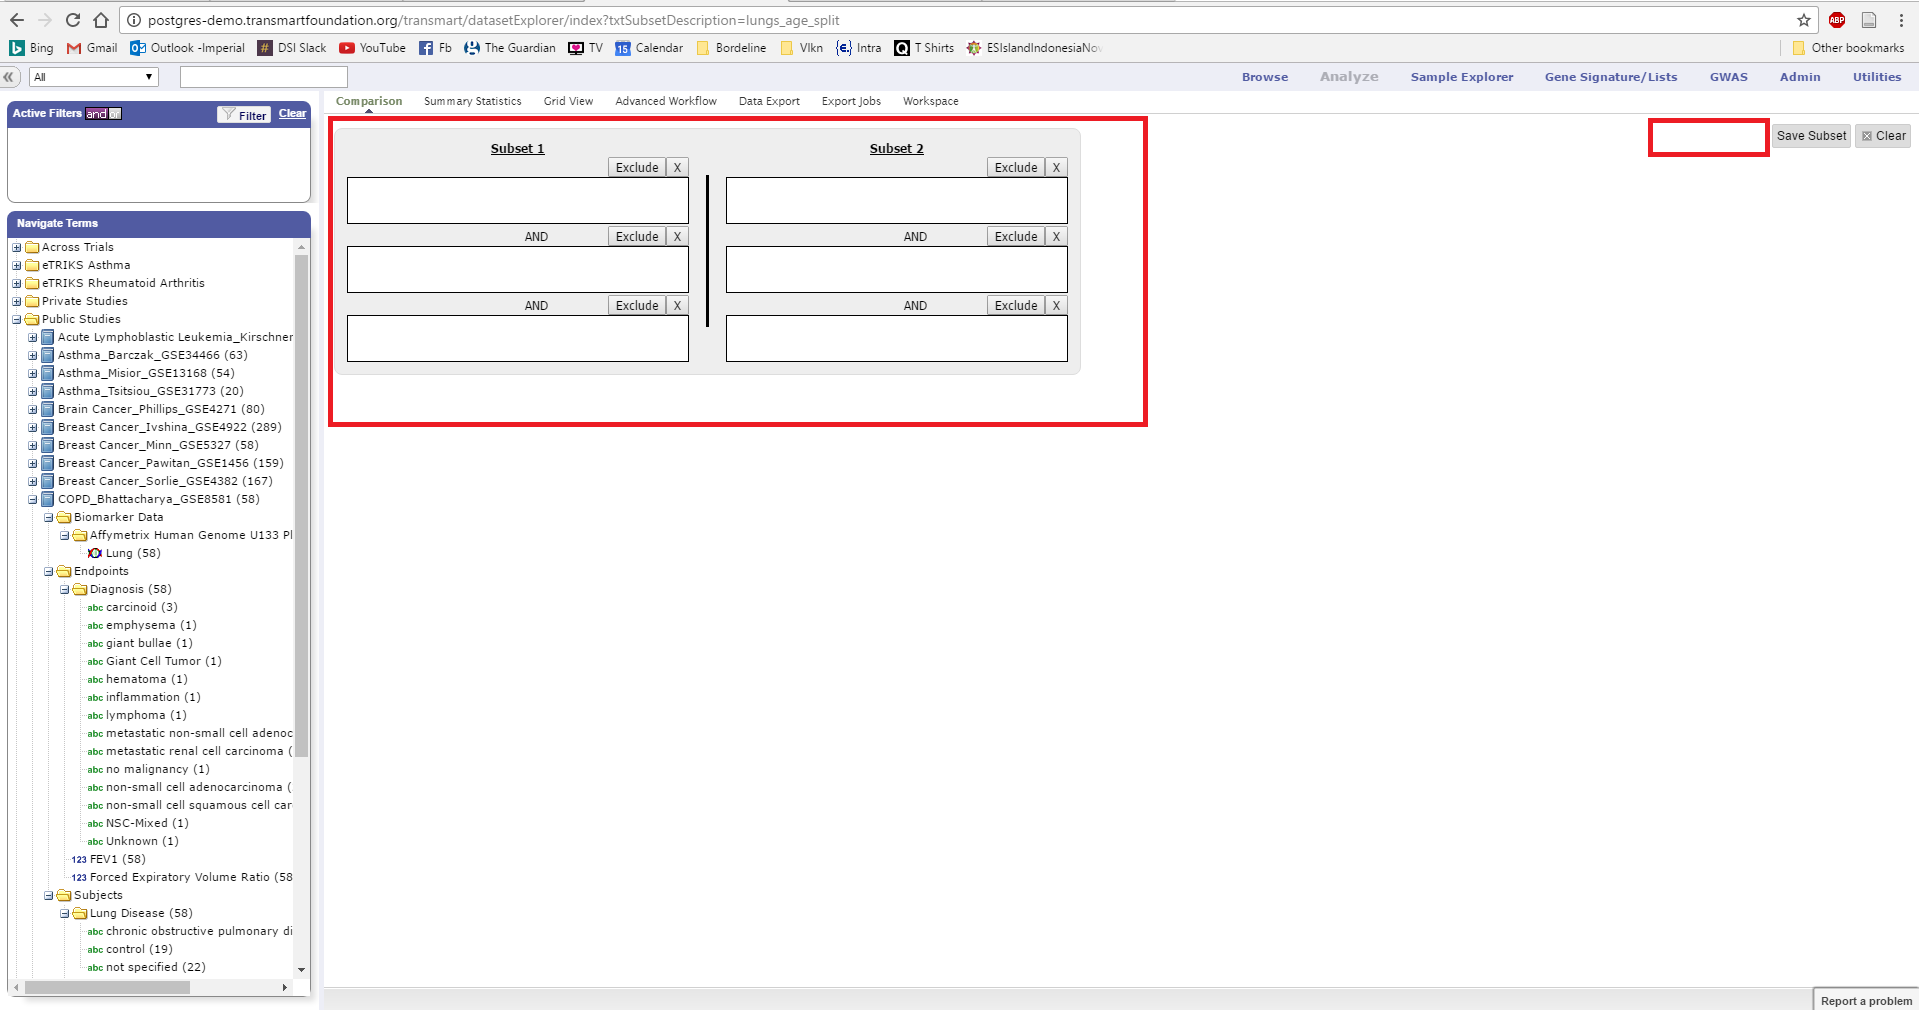 postgres-demo.transmartfoundation.org/transmart/datasetExplorer/index?txtSubsetDescription=lungs_age_split
ABP
Bing Gmail Outlook -Imperial DSI Slack YouTube Fb The Guardian TV 15 Calendar Bordeline Vlkn Intra T Shirts ESIslandIndonesiaNov Other bookmarks
All Browse Analyze Sample Explorer Gene Signature/Lists GWAS Admin Utilities
Comparison Summary Statistics Grid View Advanced Workflow Data Export Export Jobs Workspace
Active Filters and or Filter Clear
Subset 1 Subset 2
Save Subset Clear
Exclude X Exclude X
AND Exclude X AND Exclude X
AND Exclude X AND Exclude X
Navigate Terms
Across Trials
eTRIKS Asthma
eTRIKS Rheumatoid Arthritis
Private Studies
Public Studies
Acute Lymphoblastic Leukemia_Kirschner
Asthma_Barczak_GSE34466 (63)
Asthma_Misior_GSE13168 (54)
Asthma_Tsitsiou_GSE31773 (20)
Brain Cancer_Phillips_GSE4271 (80)
Breast Cancer_Ivshina_GSE4922 (289)
Breast Cancer_Minn_GSE5327 (58)
Breast Cancer_Pawitan_GSE1456 (159)
Breast Cancer_Sorlie_GSE4382 (167)
COPD_Bhattacharya_GSE8581 (58)
Biomarker Data
Affymetrix Human Genome U133 Pl
Lung (58)
Endpoints
Diagnosis (58)
abc carcinoid (3)
abc emphysema (1)
abc giant bullae (1)
abc Giant Cell Tumor (1)
abc hematoma (1)
abc inflammation (1)
abc lymphoma (1)
abc metastatic non-small cell adenoc
abc metastatic renal cell carcinoma (
abc no malignancy (1)
abc non-small cell adenocarcinoma (
abc non-small cell squamous cell car
abc NSC-Mixed (1)
abc Unknown (1)
123 FEV1 (58)
123 Forced Expiratory Volume Ratio (58
Subjects
Lung Disease (58)
abc chronic obstructive pulmonary di
abc control (19)
abc not specified (22)
Report a problem